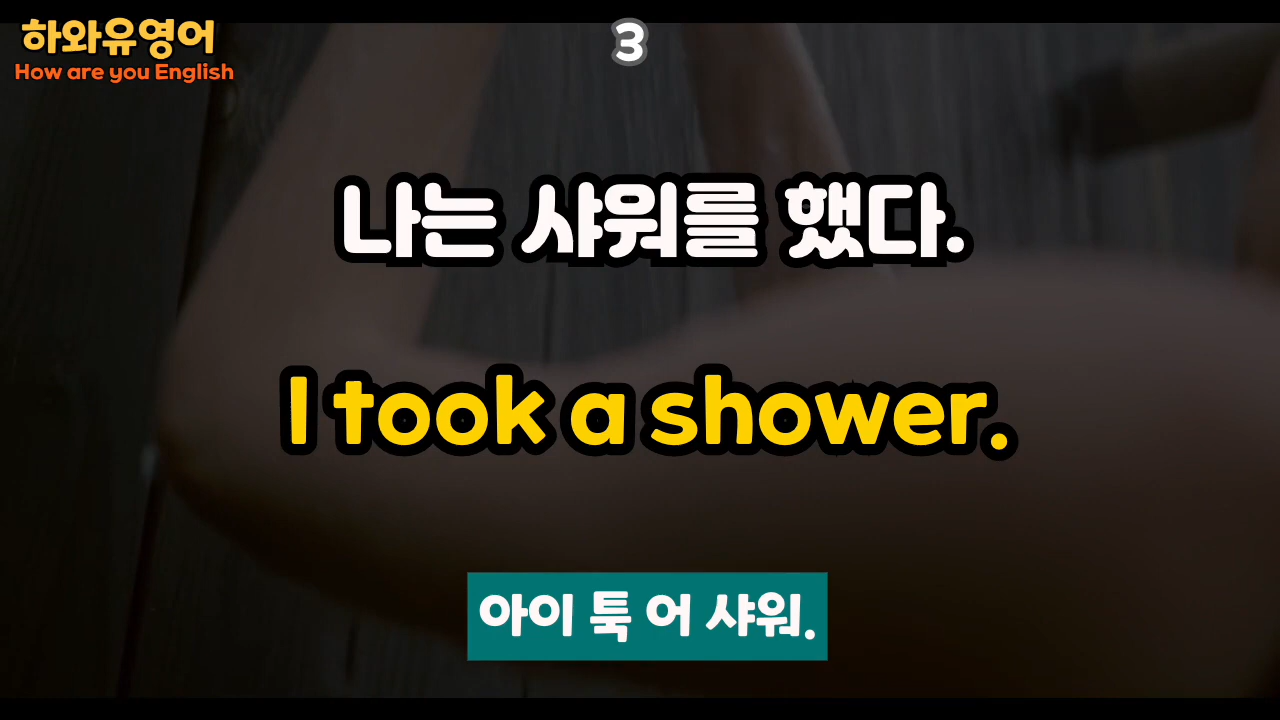 하와유영어
How are you English
3
나는 샤워를 했다.
I took a shower.
아이 툭 어 샤워.